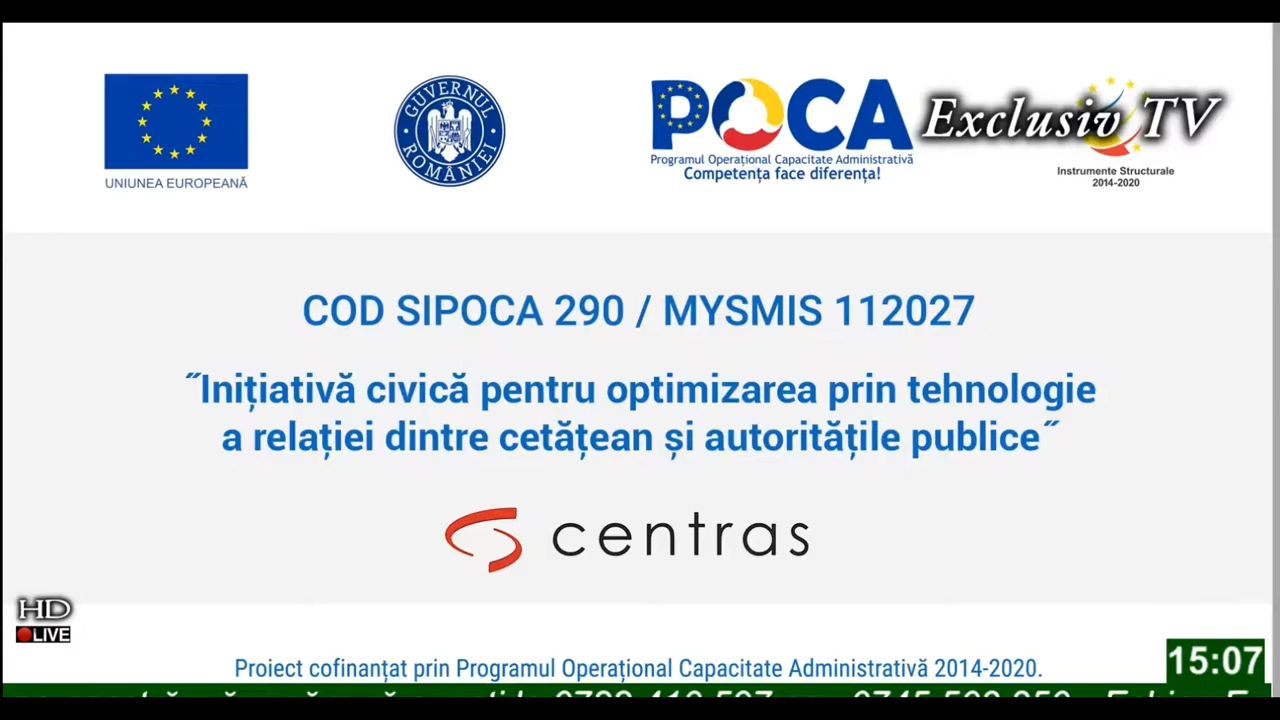 UNIUNEA EUROPEANĂ
GUVERNUL ROMÂNIEI
POCA
Programul Operațional Capacitate Administrativă
Competența face diferența!
Exclusiv TV
Instrumente Structurale
2014-2020
COD SIPOCA 290 / MYSMIS 112027
˝Inițiativă civică pentru optimizarea prin tehnologie
a relației dintre cetățean și autoritățile publice˝
centras
HD
LIVE
Proiect cofinanțat prin Programul Operațional Capacitate Administrativă 2014-2020.
15:07